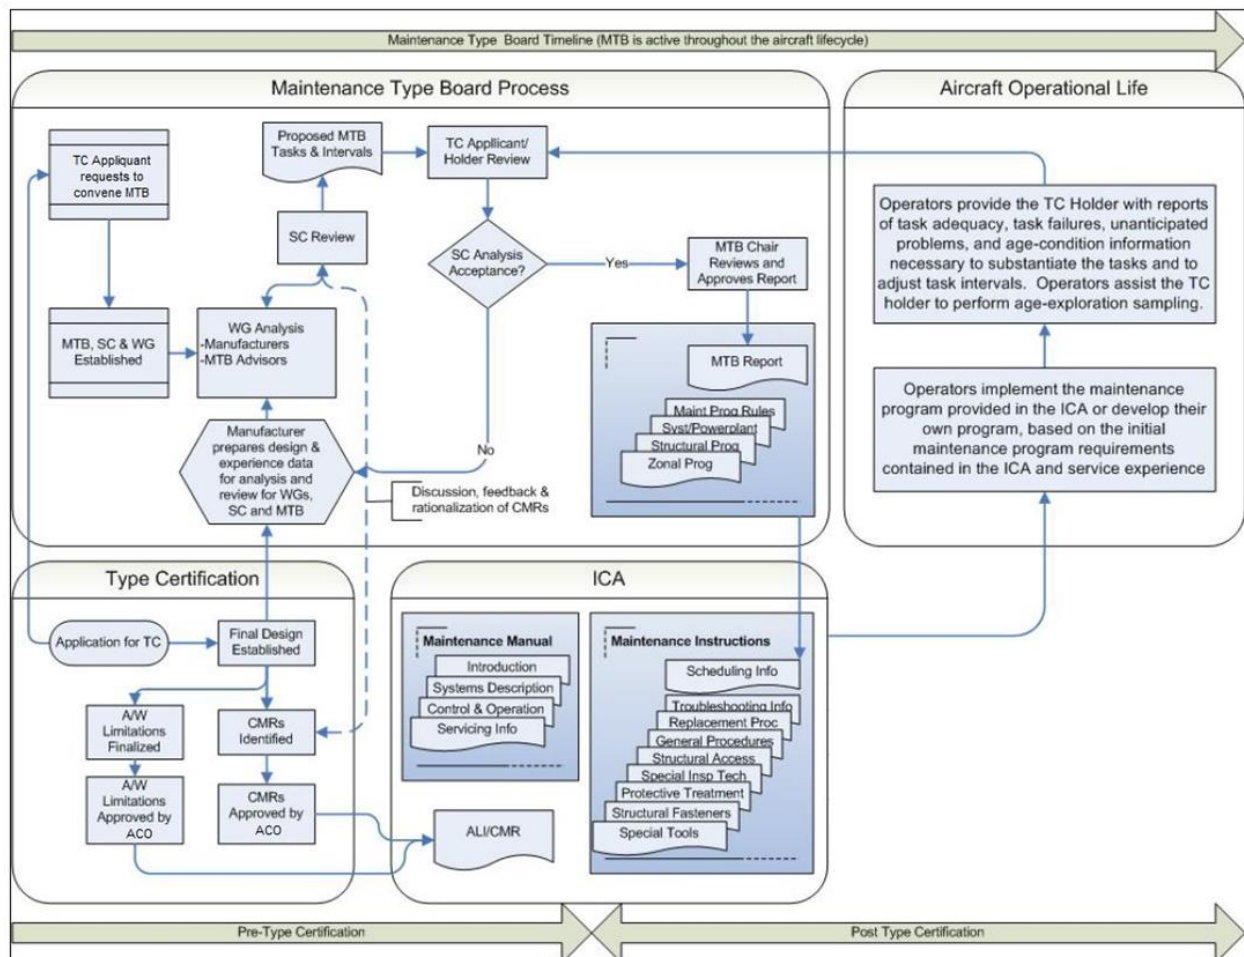 Maintenance Type Board Timeline (MTB is active throughout the aircraft lifecycle)
Maintenance Type Board Process
TC Appliquant
requests to
convene MTB
Proposed MTB
Tasks & Intervals
TC Appllicant/
Holder Review
SC Review
SC Analysis
Acceptance?
Yes
MTB Chair
Reviews and
Approves Report
MTB, SC & WG
Established
WG Analysis
-Manufacturers
-MTB Advisors
MTB Report
Maint Prog Rules
Syst/Powerplant
Structural Prog
Zonal Prog
No
Manufacturer
prepares design &
experience data
for analysis and
review for WGs,
SC and MTB
Discussion, feedback &
rationalization of CMRs
Aircraft Operational Life
Operators provide the TC Holder with reports
of task adequacy, task failures, unanticipated
problems, and age-condition information
necessary to substantiate the tasks and to
adjust task intervals. Operators assist the TC
holder to perform age-exploration sampling.
Operators implement the maintenance
program provided in the ICA or develop their
own program, based on the initial
maintenance program requirements
contained in the ICA and service experience
Type Certification
Application for TC
Final Design
Established
A/W
Limitations
Finalized
CMRs
Identified
A/W
Limitations
Approved by
ACO
CMRs
Approved by
ACO
ICA
Maintenance Manual
Introduction
Systems Description
Control & Operation
Servicing Info
ALI/CMR
Maintenance Instructions
Scheduling Info
Troubleshooting Info
Replacement Proc
General Procedures
Structural Access
Special Insp Tech
Protective Treatment
Structural Fasteners
Special Tools
Pre-Type Certification
Post Type Certification